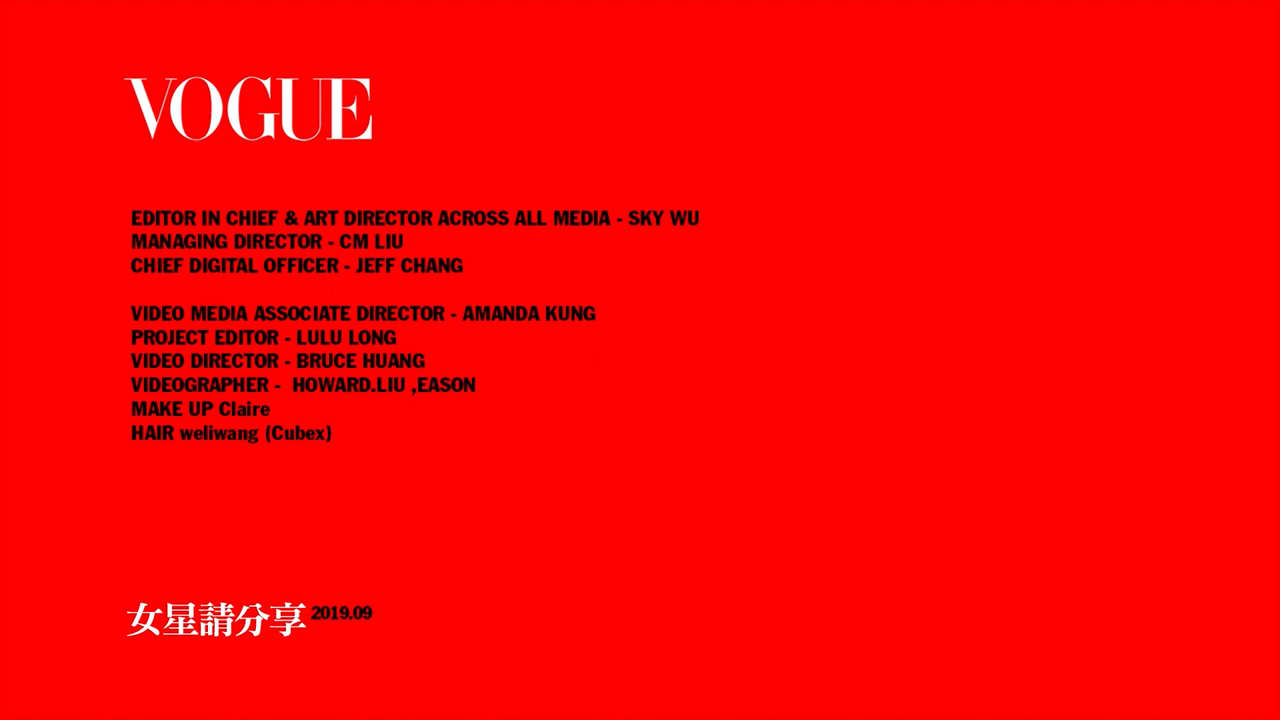 VOGUE
EDITOR IN CHIEF & ART DIRECTOR ACROSS ALL MEDIA - SKY WU
MANAGING DIRECTOR - CM LIU
CHIEF DIGITAL OFFICER - JEFF CHANG
VIDEO MEDIA ASSOCIATE DIRECTOR - AMANDA KUNG
PROJECT EDITOR - LULU LONG
VIDEO DIRECTOR - BRUCE HUANG
VIDEOGRAPHER -  HOWARD.LIU ,EASON
MAKE UP Claire
HAIR weliwang (Cubex)
女星請分享 2019.09